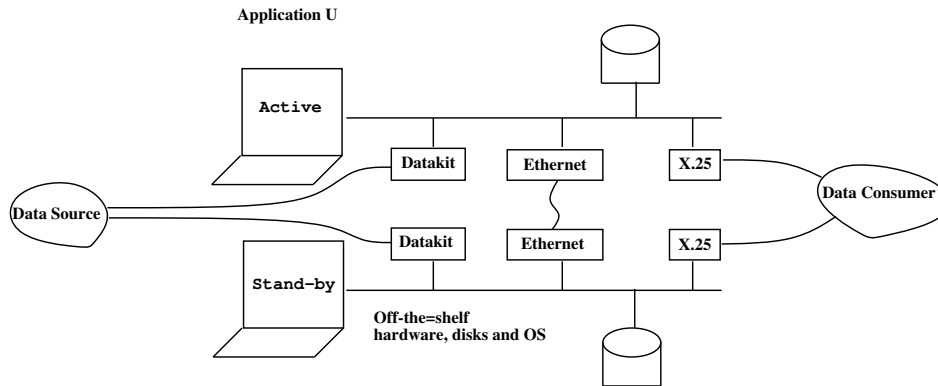 Application U
Active
Datakit
Ethernet
X.25
Data Source
Data Consumer
Datakit
Ethernet
X.25
Stand-by
Off-the=shelf
hardware, disks and OS